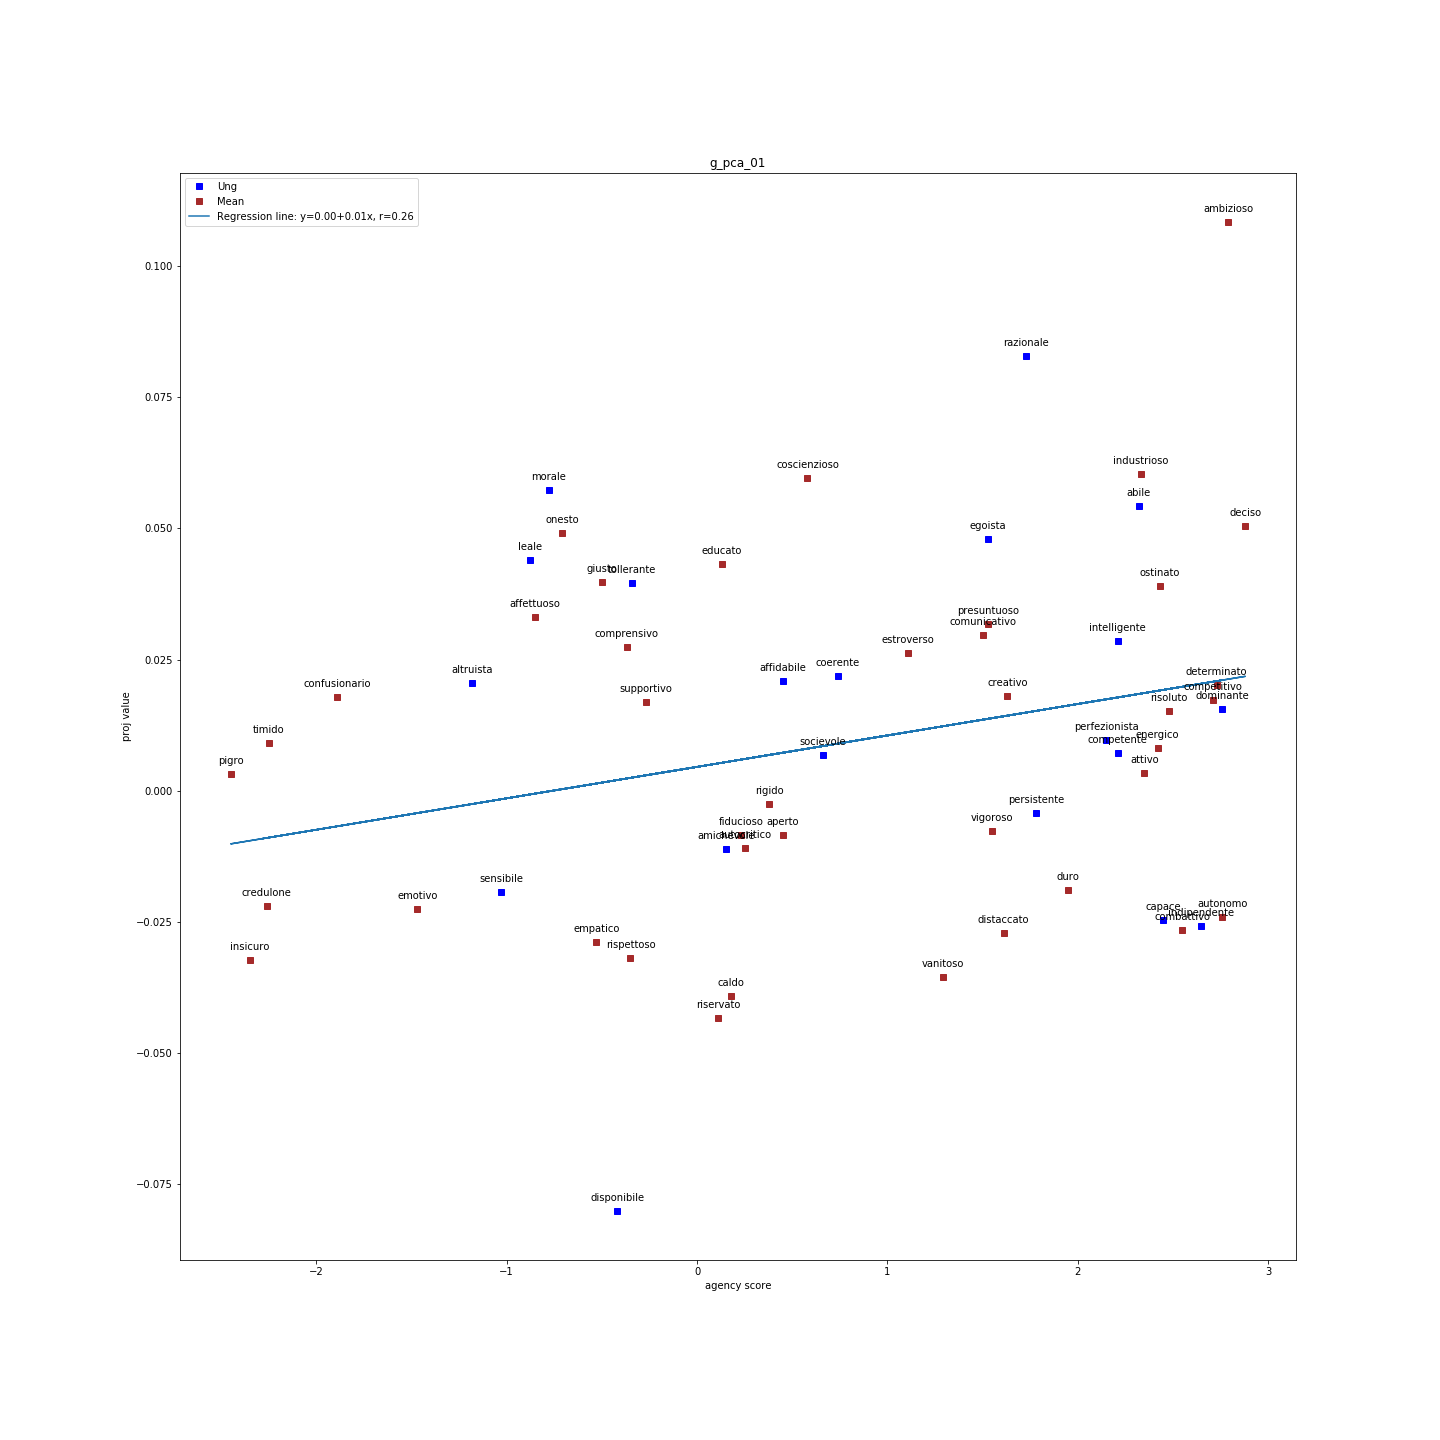 g_pca_01
Ung
Mean
Regression line: y=0.00+0.01x, r=0.26
ambizioso
0.100
razionale
0.075
industrioso
coscienzioso
morale
abile
deciso
onesto
egoista
0.050
leale
educato
giusto
tollerante
ostinato
affettuoso
presuntuoso
comunicativo
intelligente
comprensivo
estroverso
0.025
coerente
affidabile
altruista
determinato
confusionario
creativo
competitivo
supportivo
risoluto
dominante
proj value
timido
perfezionista
energico
competente
socievole
pigro
attivo
0.000
rigido
persistente
fiducioso
aperto
vigoroso
amichevole
autocritico
duro
sensibile
credulone
emotivo
autonomo
capace
indipendente
combattivo
−0.025
distaccato
empatico
rispettoso
insicuro
vanitoso
caldo
riservato
−0.050
−0.075
disponibile
−2
−1
0
1
2
3
agency score